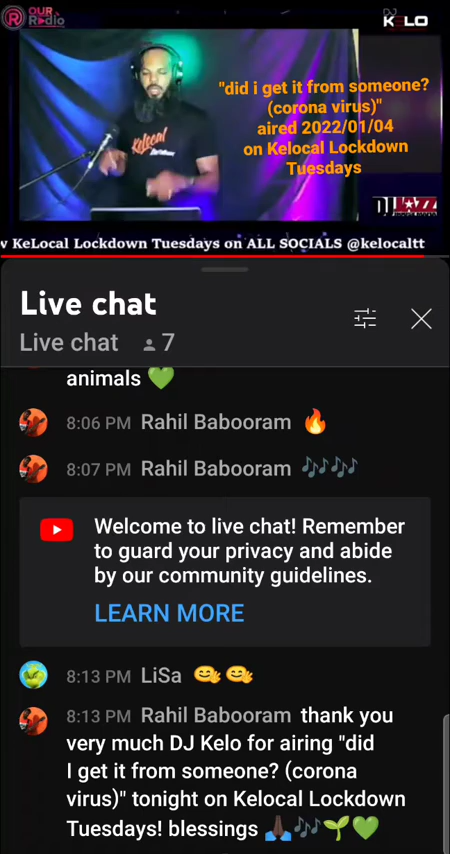 OUR
Radio
DJ
KELO
"did i get it from someone?
(corona virus)"
aired 2022/01/04
on Kelocal Lockdown
Tuesdays
Kelocal
DJ JAZZ
v KeLocal Lockdown Tuesdays on ALL SOCIALS @kelocaltt
Live chat
Live chat 7
animals 💚
8:06 PM Rahil Babooram 🔥
8:07 PM Rahil Babooram 🎶🎶
Welcome to live chat! Remember
to guard your privacy and abide
by our community guidelines.
LEARN MORE
8:13 PM LiSa 👏👏
8:13 PM Rahil Babooram thank you
very much DJ Kelo for airing "did
I get it from someone? (corona
virus)" tonight on Kelocal Lockdown
Tuesdays! blessings 🙏🏿🎶🌱💚